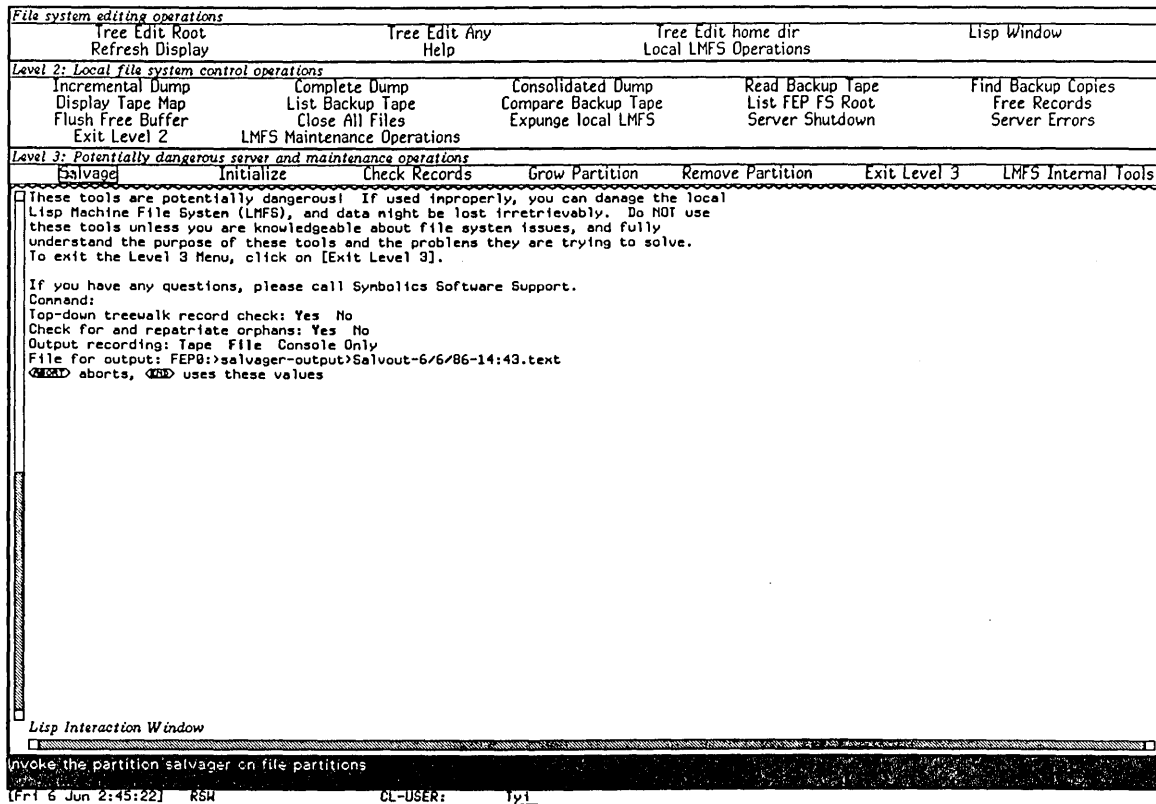 File system editing operations
Tree Edit Root Tree Edit Any Tree Edit home dir Lisp Window
Refresh Display Help Local LMFS Operations
Level 2: Local file system control operations
Incremental Dump Complete Dump Consolidated Dump Read Backup Tape Find Backup Copies
Display Tape Map List Backup Tape Compare Backup Tape List FEP FS Root Free Records
Flush Free Buffer Close All Files Expunge local LMFS Server Shutdown Server Errors
Exit Level 2 LMFS Maintenance Operations
Level 3: Potentially dangerous server and maintenance operations
Salvage Initialize Check Records Grow Partition Remove Partition Exit Level 3 LMFS Internal Tools
These tools are potentially dangerous! If used improperly, you can damage the local
Lisp Machine File System (LMFS), and data might be lost irretrievably. Do NOT use
these tools unless you are knowledgeable about file system issues, and fully
understand the purpose of these tools and the problems they are trying to solve.
To exit the Level 3 Menu, click on [Exit Level 3].
If you have any questions, please call Symbolics Software Support.
Command:
Top-down treewalk record check: Yes No
Check for and repatriate orphans: Yes No
Output recording: Tape File Console Only
File for output: FEP0:>salvager-output>Salvout-6/6/86-14:43.text
ABORT aborts, END uses these values
Lisp Interaction Window
Invoke the partition salvager on file partitions
[Fri 6 Jun 2:45:22] RSW CL-USER: Tyi